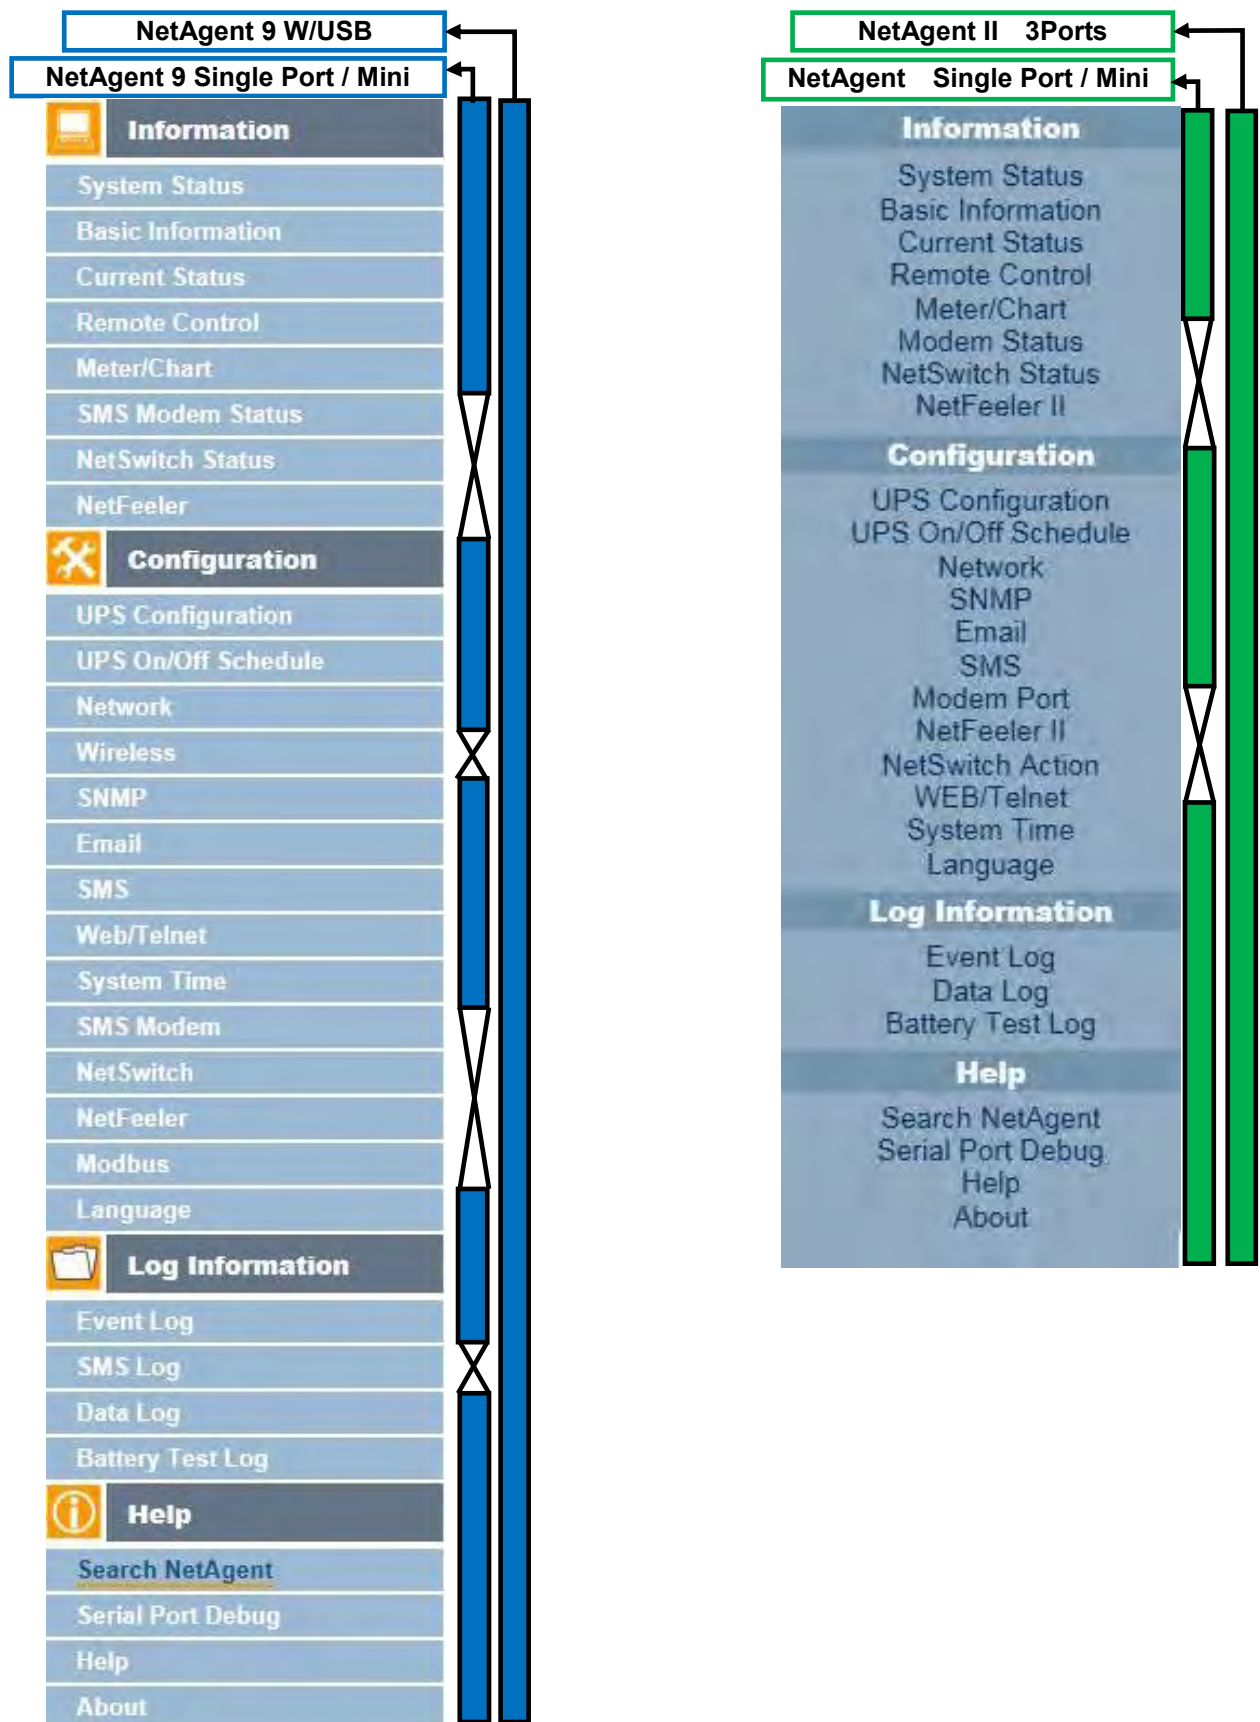 NetAgent 9 W/USB
NetAgent 9 Single Port / Mini
Information
System Status
Basic Information
Current Status
Remote Control
Meter/Chart
SMS Modem Status
NetSwitch Status
NetFeeler
Configuration
UPS Configuration
UPS On/Off Schedule
Network
Wireless
SNMP
Email
SMS
Web/Telnet
System Time
SMS Modem
NetSwitch
NetFeeler
Modbus
Language
Log Information
Event Log
SMS Log
Data Log
Battery Test Log
Help
Search NetAgent
Serial Port Debug
Help
About
NetAgent II 3Ports
NetAgent Single Port / Mini
Information
System Status
Basic Information
Current Status
Remote Control
Meter/Chart
Modem Status
NetSwitch Status
NetFeeler II
Configuration
UPS Configuration
UPS On/Off Schedule
Network
SNMP
Email
SMS
Modem Port
NetFeeler II
NetSwitch Action
WEB/Telnet
System Time
Language
Log Information
Event Log
Data Log
Battery Test Log
Help
Search NetAgent
Serial Port Debug
Help
About